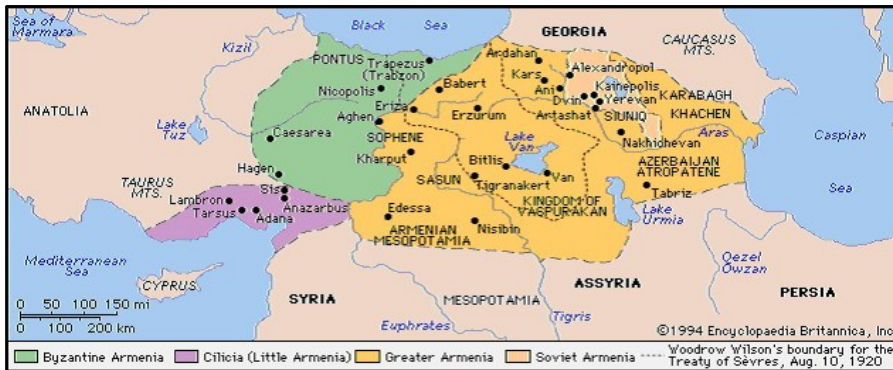 Sea of
Marmara
Black Sea
GEORGIA
CAUCASUS
MTS.
Kizil
PONTUS
Trapezus
(Trabzon)
Ardahan
Alexandropol
Nicopolis
Babert
Kars
Ani
Kainepolis
KARABAGH
ANATOLIA
Eriza
Dvin
Yerevan
KHACHEN
Aghen
Erzurum
Artashat
SIUNIQ
Aras
Caspian
Sea
Lake
Tuz
Caesarea
SOPHENE
Lake
Van
Nakhichevan
Kharput
Bitlis
AZERBAIJAN
ATROPATENE
Hagen
SASUN
Van
TAURUS
MTS.
Sis
Tigranakert
Tabriz
Lambron
Anazarbus
KINGDOM OF
VASPURAKAN
Tarsus
Adana
Edessa
Lake
Urmia
ARMENIAN
MESOPOTAMIA
Nisibin
Qezel
Owzan
Mediterranean
Sea
CYPRUS
ASSYRIA
SYRIA
MESOPOTAMIA
PERSIA
0 50 100 150 mi
0 100 200 km
Euphrates
Tigris
©1994 Encyclopaedia Britannica, Inc
Byzantine Armenia
Cilicia (Little Armenia)
Greater Armenia
Soviet Armenia
Woodrow Wilson's boundary for the
Treaty of Sèvres, Aug. 10, 1920